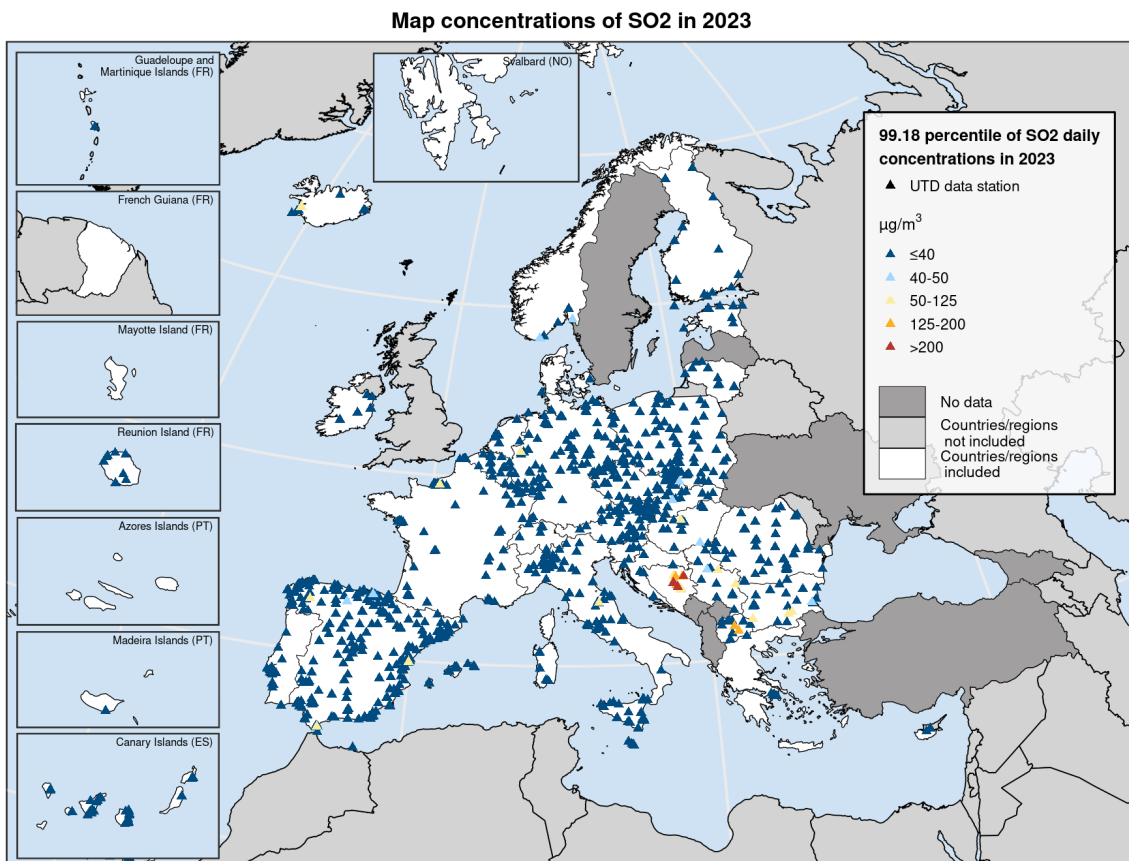 Map concentrations of SO2 in 2023
Guadeloupe and
Martinique Islands (FR)
Svalbard (NO)
French Guiana (FR)
Mayotte Island (FR)
Reunion Island (FR)
Azores Islands (PT)
Madeira Islands (PT)
Canary Islands (ES)
99.18 percentile of SO2 daily
concentrations in 2023
UTD data station
µg/m³
≤40
40-50
50-125
125-200
>200
No data
Countries/regions
not included
Countries/regions
included